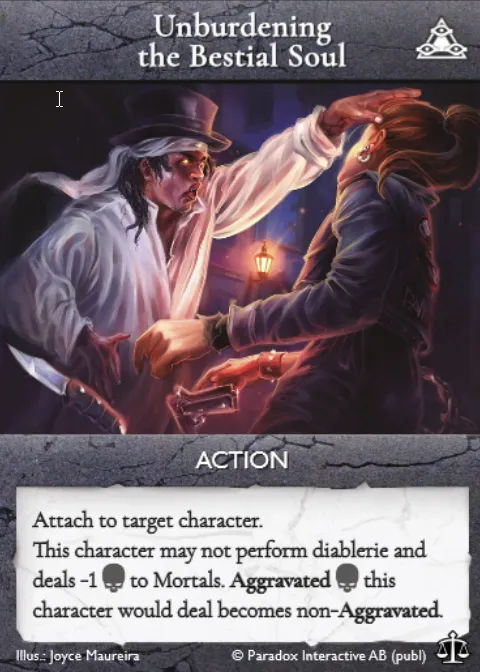 Unburdening
the Bestial Soul
ACTION
Attach to target character.
This character may not perform diablerie and
deals -1 to Mortals. Aggravated this
character would deal becomes non-Aggravated.
Illus.: Joyce Maureira © Paradox Interactive AB (publ)